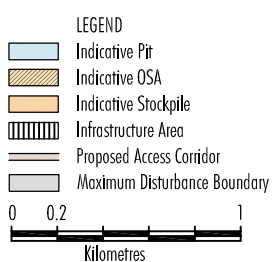 LEGEND
Indicative Pit
Indicative OSA
Indicative Stockpile
Infrastructure Area
Proposed Access Corridor
Maximum Disturbance Boundary
0 0.2 1
Kilometres